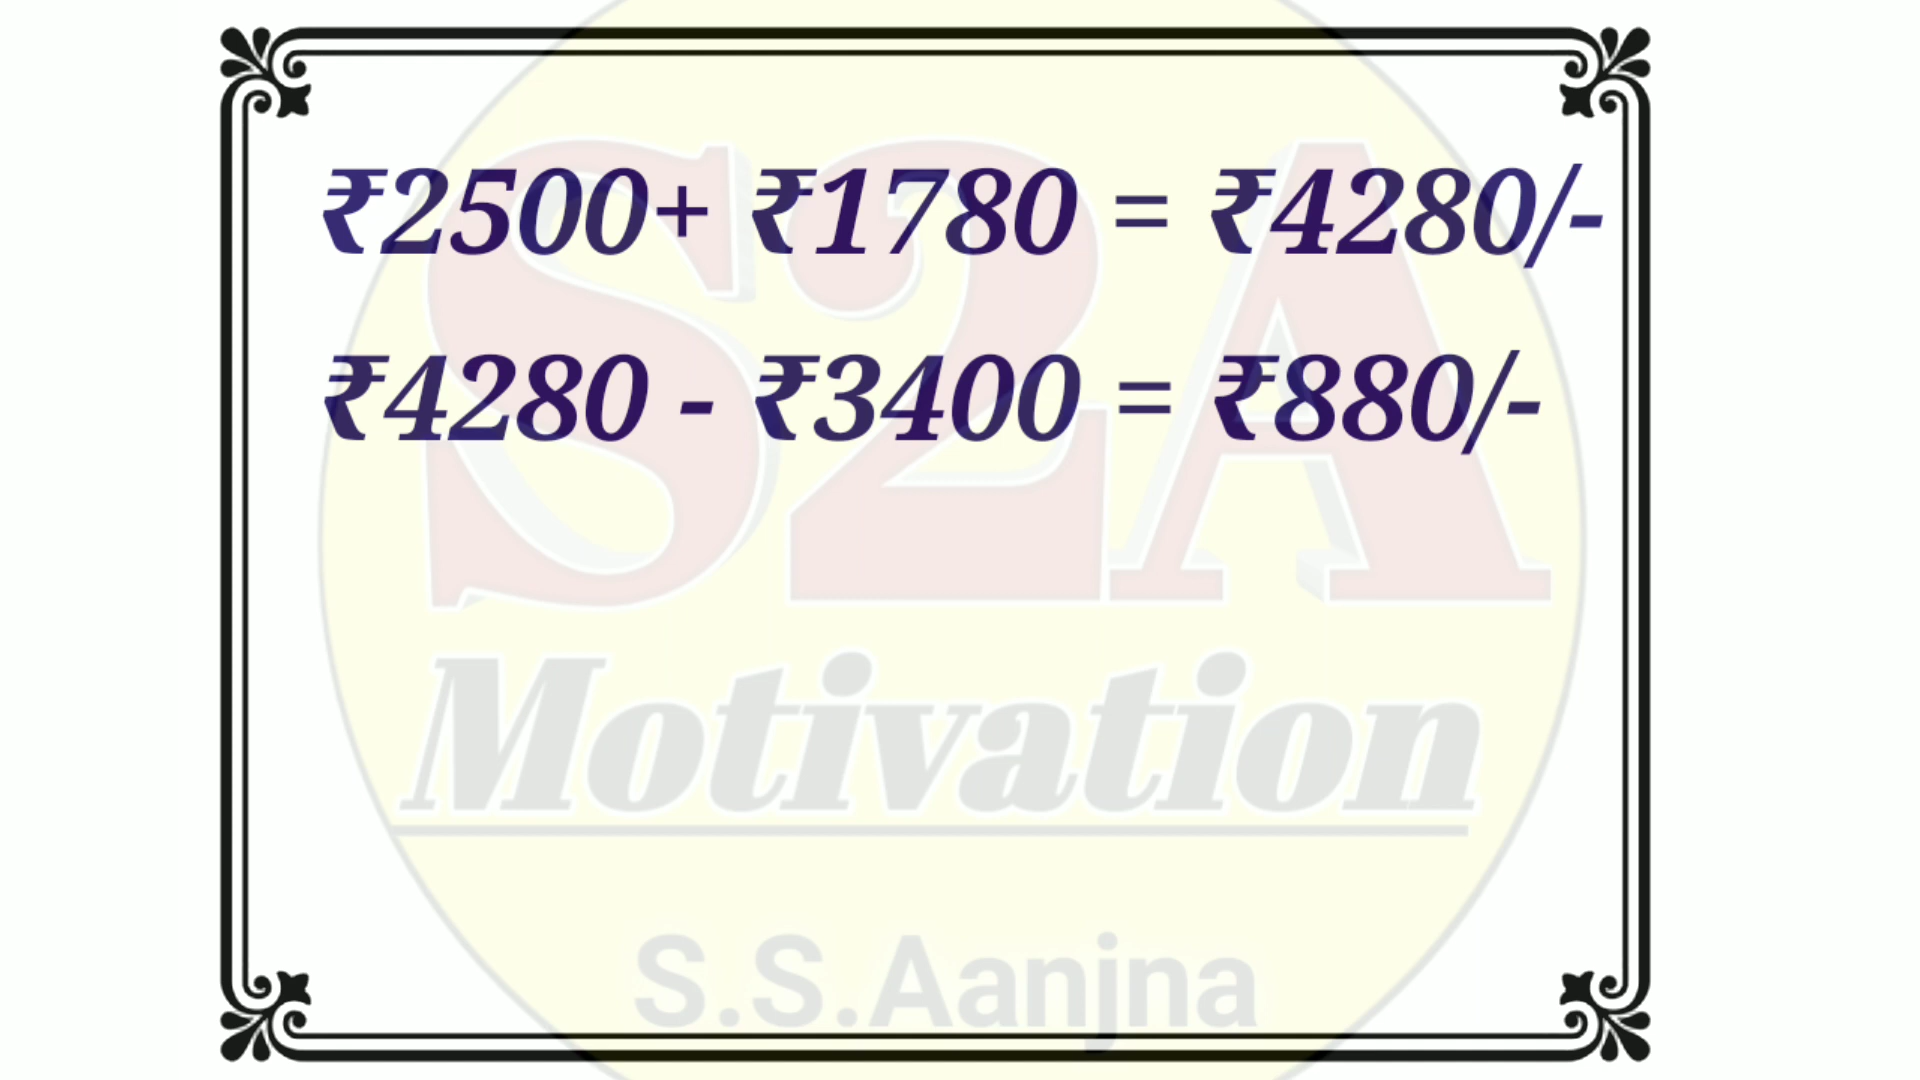 ₹2500+ ₹1780 = ₹4280/-
₹4280 - ₹3400 = ₹880/-
S2A
Motivation
S.S.Aanjna